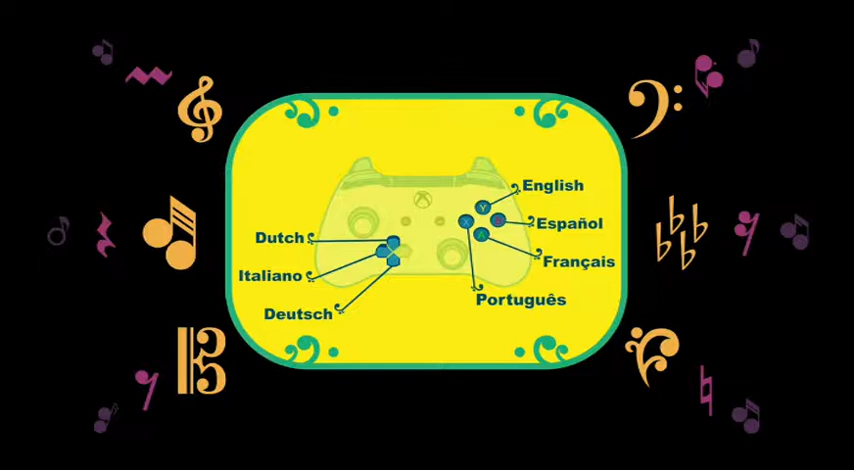 English
Español
Dutch
Français
Italiano
Português
Deutsch
Y
X
A